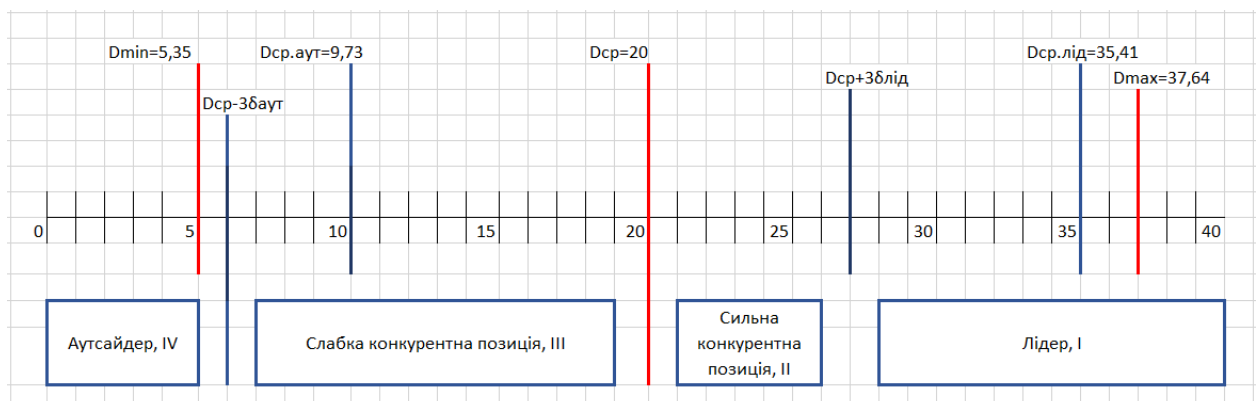 Dmin=5,35
Dср.аут=9,73
Dср=20
Dср.лід=35,41
Dср+3δлід
Dmax=37,64
Dср-3δаут
0
5
10
15
20
25
30
35
40
Аутсайдер, IV
Слабка конкурентна позиція, III
Сильна
конкурентна
позиція, II
Лідер, I